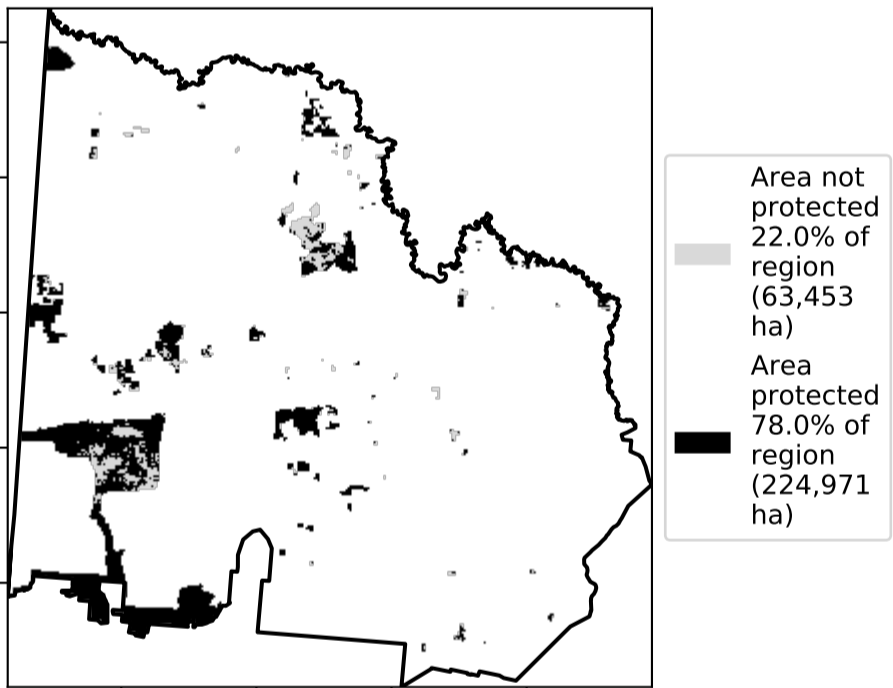 Area not
protected
22.0% of
region
(63,453
ha)
Area
protected
78.0% of
region
(224,971
ha)